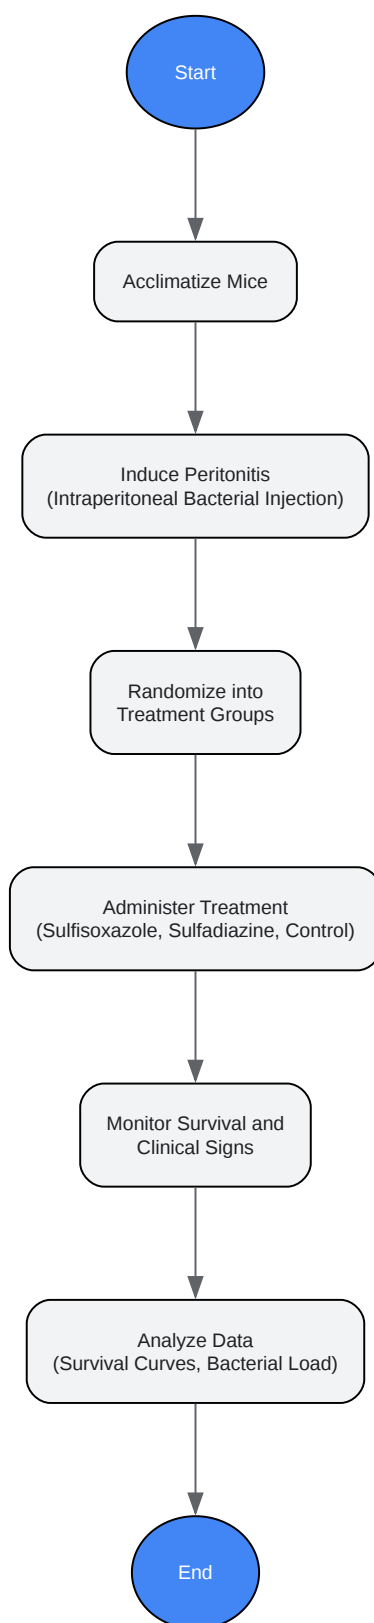 Start
Acclimatize Mice
Induce Peritonitis
(Intraperitoneal Bacterial Injection)
Randomize into
Treatment Groups
Administer Treatment
(Sulfisoxazole, Sulfadiazine, Control)
Monitor Survival and
Clinical Signs
Analyze Data
(Survival Curves, Bacterial Load)
End